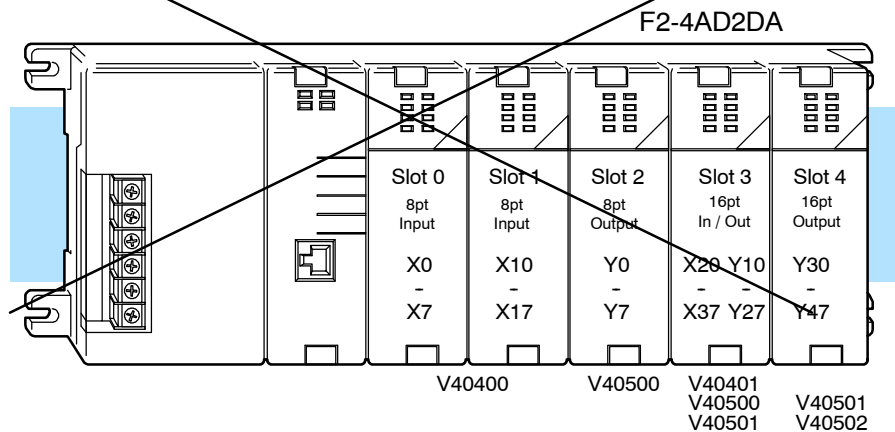 F2-4AD2DA
Slot 0 Slot 1 Slot 2 Slot 3 Slot 4
8pt 8pt 8pt 16pt 16pt
Input Input Output In / Out Output
X0 X10 Y0 X20 Y10 Y30
- - - - - -
X7 X17 Y7 X37 Y27 Y47
V40400 V40500 V40401
V40500 V40501
V40501 V40502